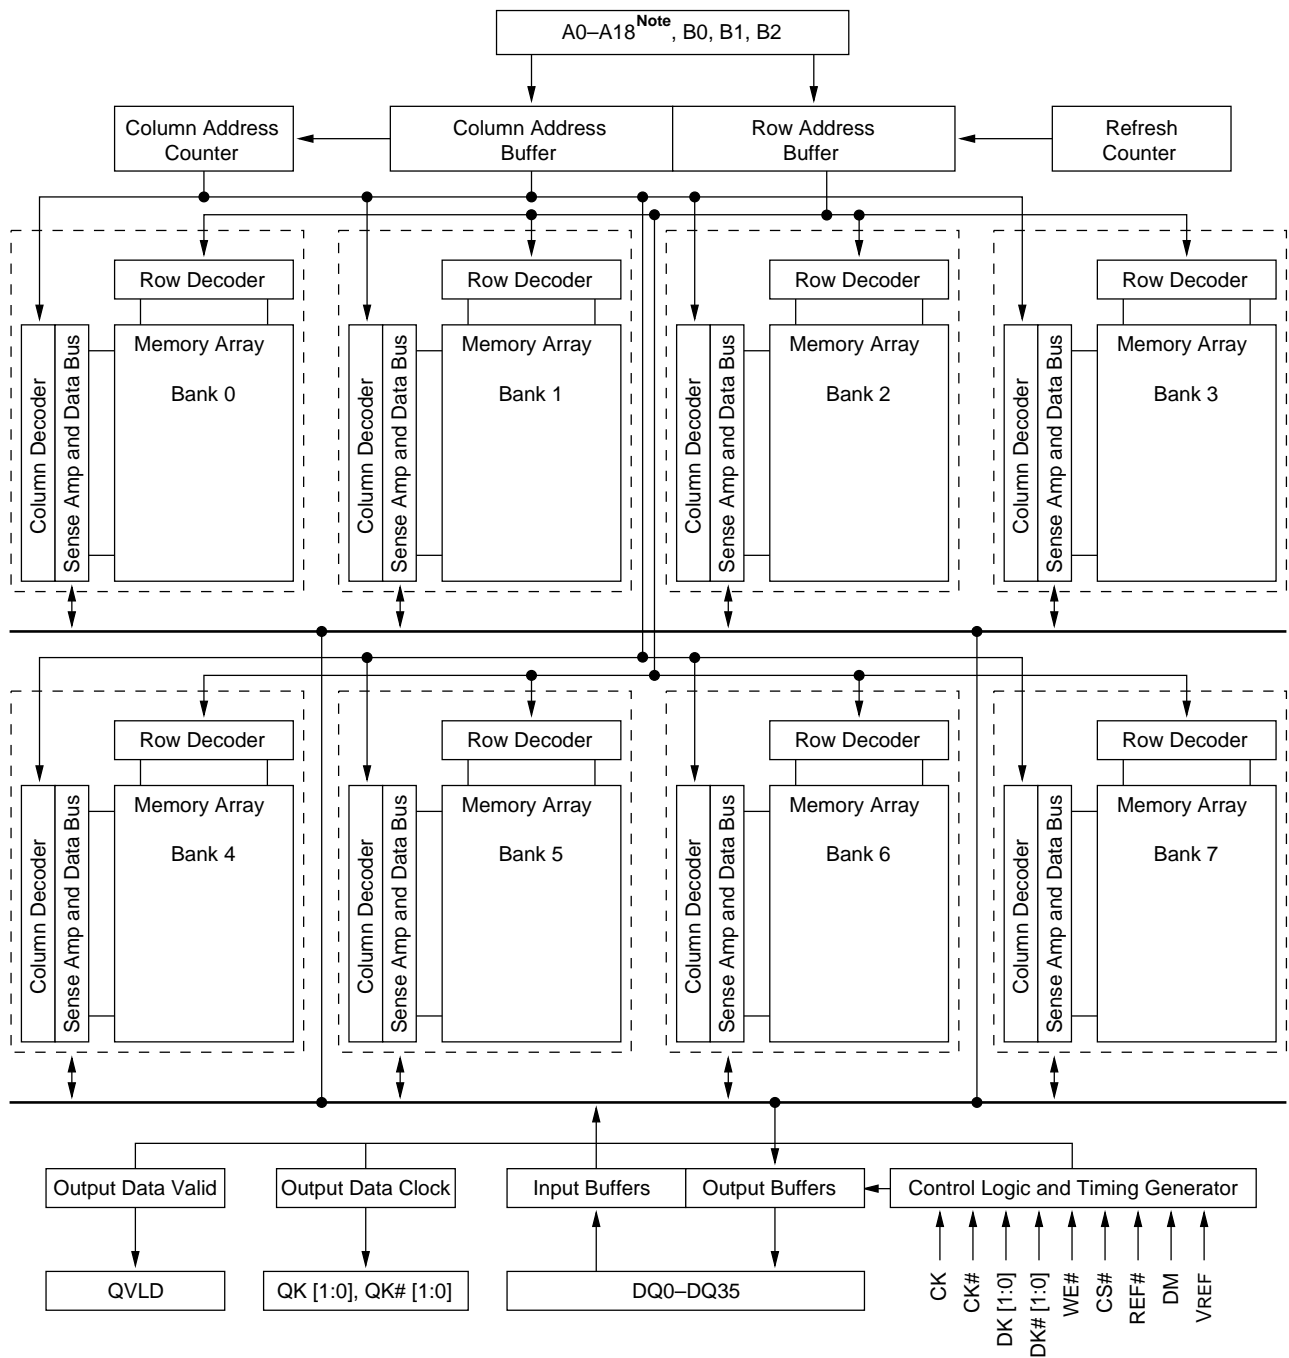 A0–A18Note, B0, B1, B2
Column Address
Counter
Column Address
Buffer
Row Address
Buffer
Refresh
Counter
Row Decoder
Row Decoder
Row Decoder
Row Decoder
Column Decoder
Sense Amp and Data Bus
Memory Array
Bank 0
Column Decoder
Sense Amp and Data Bus
Memory Array
Bank 1
Column Decoder
Sense Amp and Data Bus
Memory Array
Bank 2
Column Decoder
Sense Amp and Data Bus
Memory Array
Bank 3
Row Decoder
Row Decoder
Row Decoder
Row Decoder
Column Decoder
Sense Amp and Data Bus
Memory Array
Bank 4
Column Decoder
Sense Amp and Data Bus
Memory Array
Bank 5
Column Decoder
Sense Amp and Data Bus
Memory Array
Bank 6
Column Decoder
Sense Amp and Data Bus
Memory Array
Bank 7
Output Data Valid
Output Data Clock
Input Buffers
Output Buffers
Control Logic and Timing Generator
QVLD
QK [1:0], QK# [1:0]
DQ0–DQ35
CK
CK#
DK [1:0]
DK# [1:0]
WE#
CS#
REF#
DM
VREF